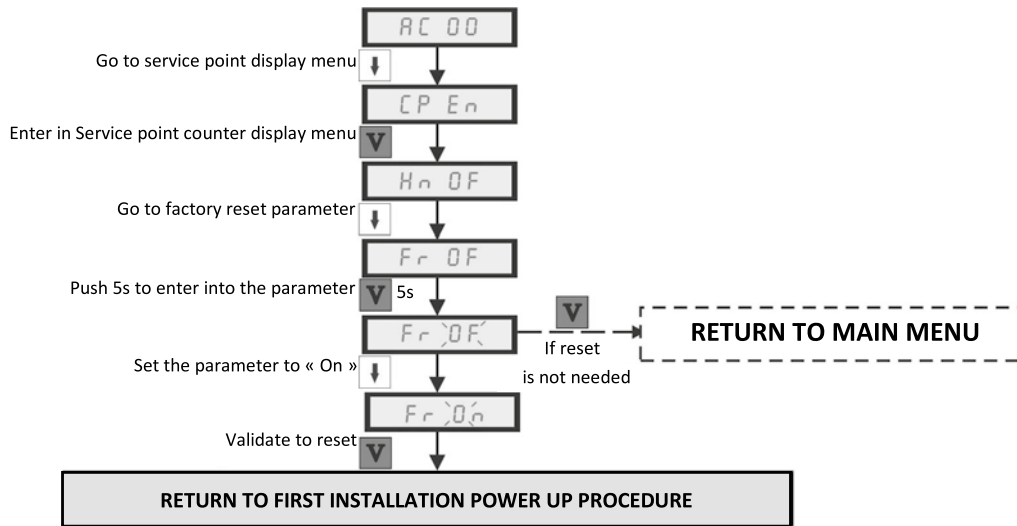 AC 00
Go to service point display menu
CP En
Enter in Service point counter display menu V
Hn OF
Go to factory reset parameter
Fr OF
Push 5s to enter into the parameter V 5s
V
Fr OF
RETURN TO MAIN MENU
If reset
is not needed
Set the parameter to « On »
Fr On
Validate to reset V
RETURN TO FIRST INSTALLATION POWER UP PROCEDURE